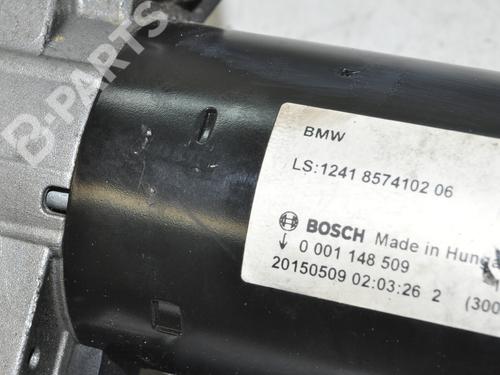 B-PARTS
BMW
LS:1241 8574102 06
BOSCH Made in Hung
0 001 148 509
20150509 02:03:26 2 (300